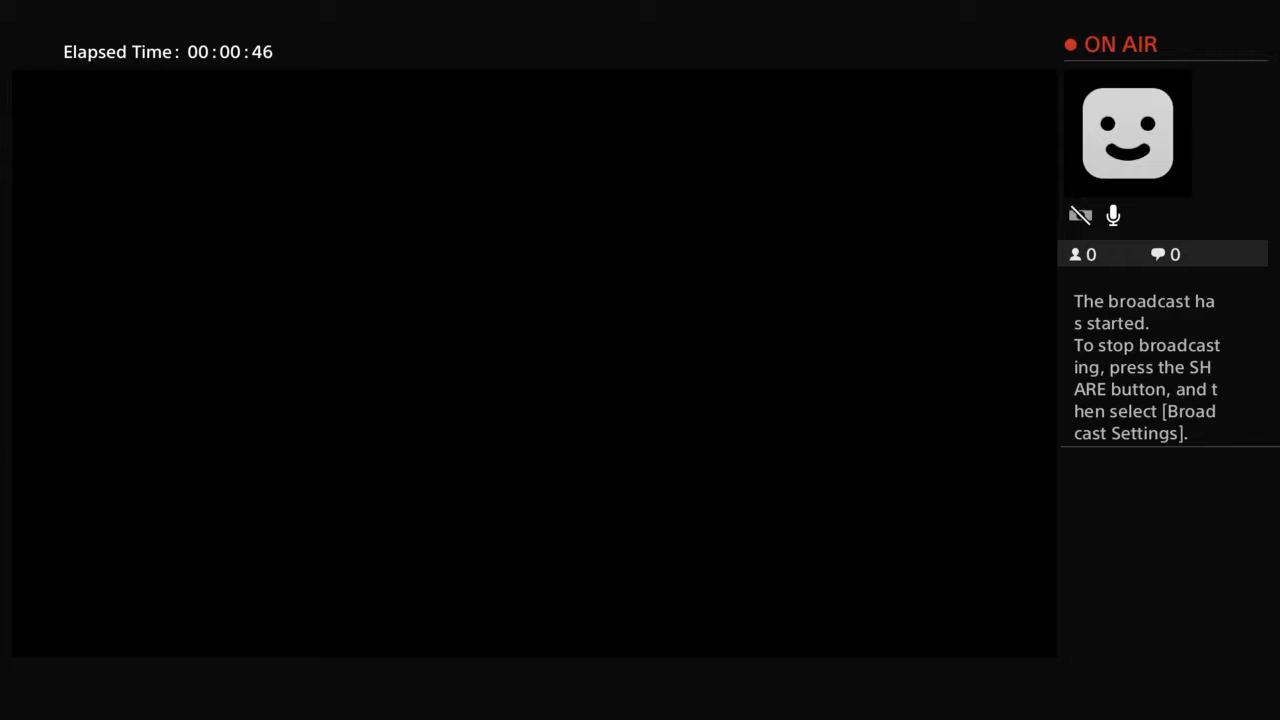 Elapsed Time: 00:00:46
ON AIR
0 0
The broadcast ha
s started.
To stop broadcast
ing, press the SH
ARE button, and t
hen select [Broad
cast Settings].